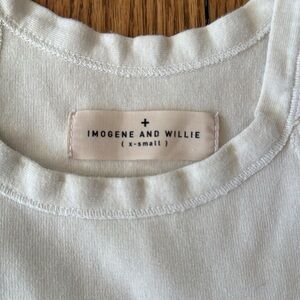 +
IMOGENE AND WILLIE
( x-small )